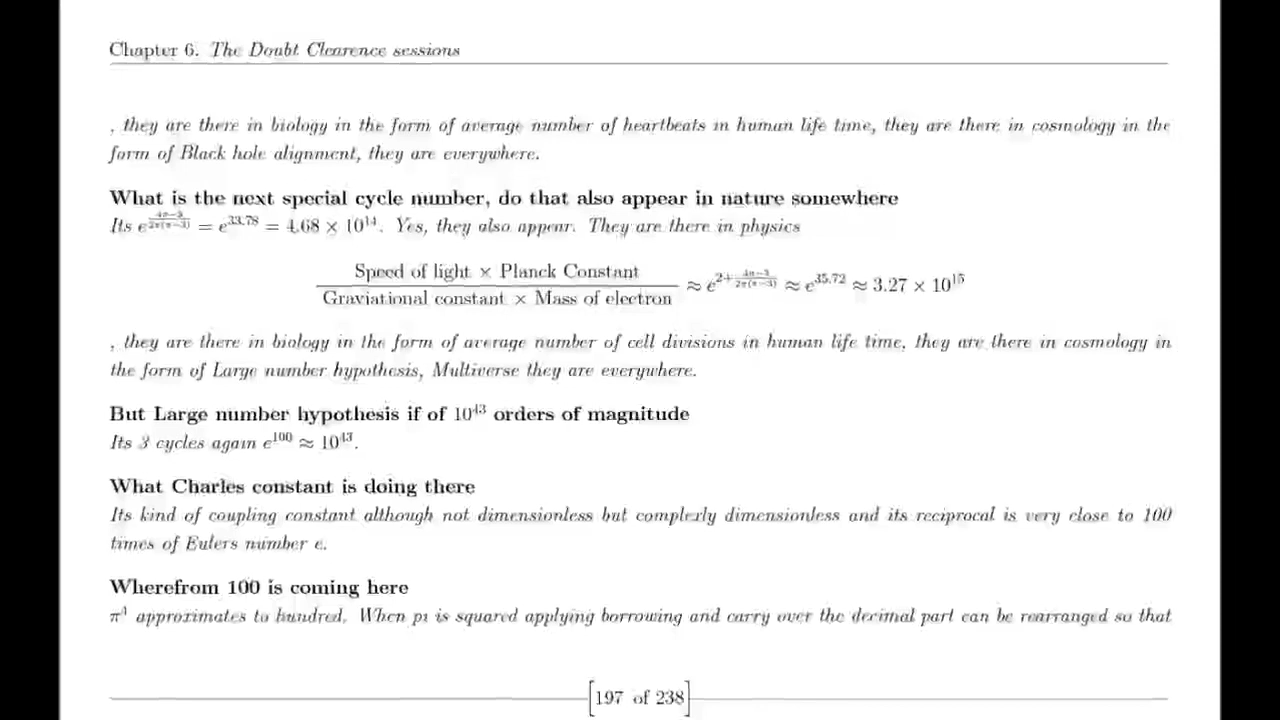 Chapter 6. The Doubt Clearence sessions
, they are there in biology in the form of average number of heartbeats in human life time, they are there in cosmology in the
form of Black hole alignment, they are everywhere.
What is the next special cycle number, do that also appear in nature somewhere
Its e^{\frac{4π−3}{2π(π−3)}} = e^{33.78} = 4.68 × 10^{14}. Yes, they also appear. They are there in physics
\frac{Speed of light × Planck Constant}{Graviational constant × Mass of electron} ≈ e^{2+\frac{4π−3}{2π(π−3)}} ≈ e^{35.72} ≈ 3.27 × 10^{15}
, they are there in biology in the form of average number of cell divisions in human life time, they are there in cosmology in
the form of Large number hypothesis, Multiverse they are everywhere.
But Large number hypothesis if of 10^{43} orders of magnitude
Its 3 cycles again e^{100} ≈ 10^{43}.
What Charles constant is doing there
Its kind of coupling constant although not dimensionless but complexly dimensionless and its reciprocal is very close to 100
times of Eulers number e.
Wherefrom 100 is coming here
π^{4} approximates to hundred. When pi is squared applying borrowing and carry over the decimal part can be rearranged so that
[197 of 238]